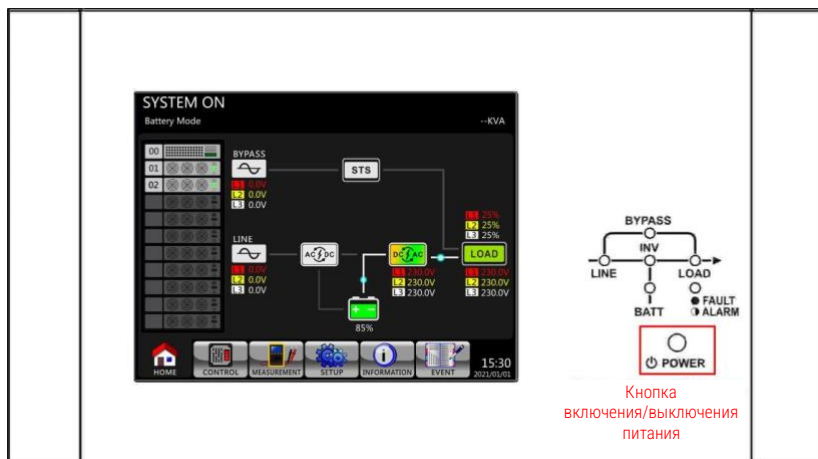 SYSTEM ON
Battery Mode
--KVA
00
01
02
BYPASS
L1 0.0V
L2 0.0V
L3 0.0V
STS
L1 25%
L2 25%
L3 25%
LINE
L1 0.0V
L2 0.0V
L3 0.0V
AC DC
DC AC
L1 230.0V
L2 230.0V
L3 230.0V
LOAD
L1 230.0V
L2 230.0V
L3 230.0V
85%
HOME
CONTROL
MEASUREMENT
SETUP
INFORMATION
EVENT
15:30
2021/01/01
BYPASS
INV
LINE
LOAD
BATT
FAULT
ALARM
POWER
Кнопка
включения/выключения
питания